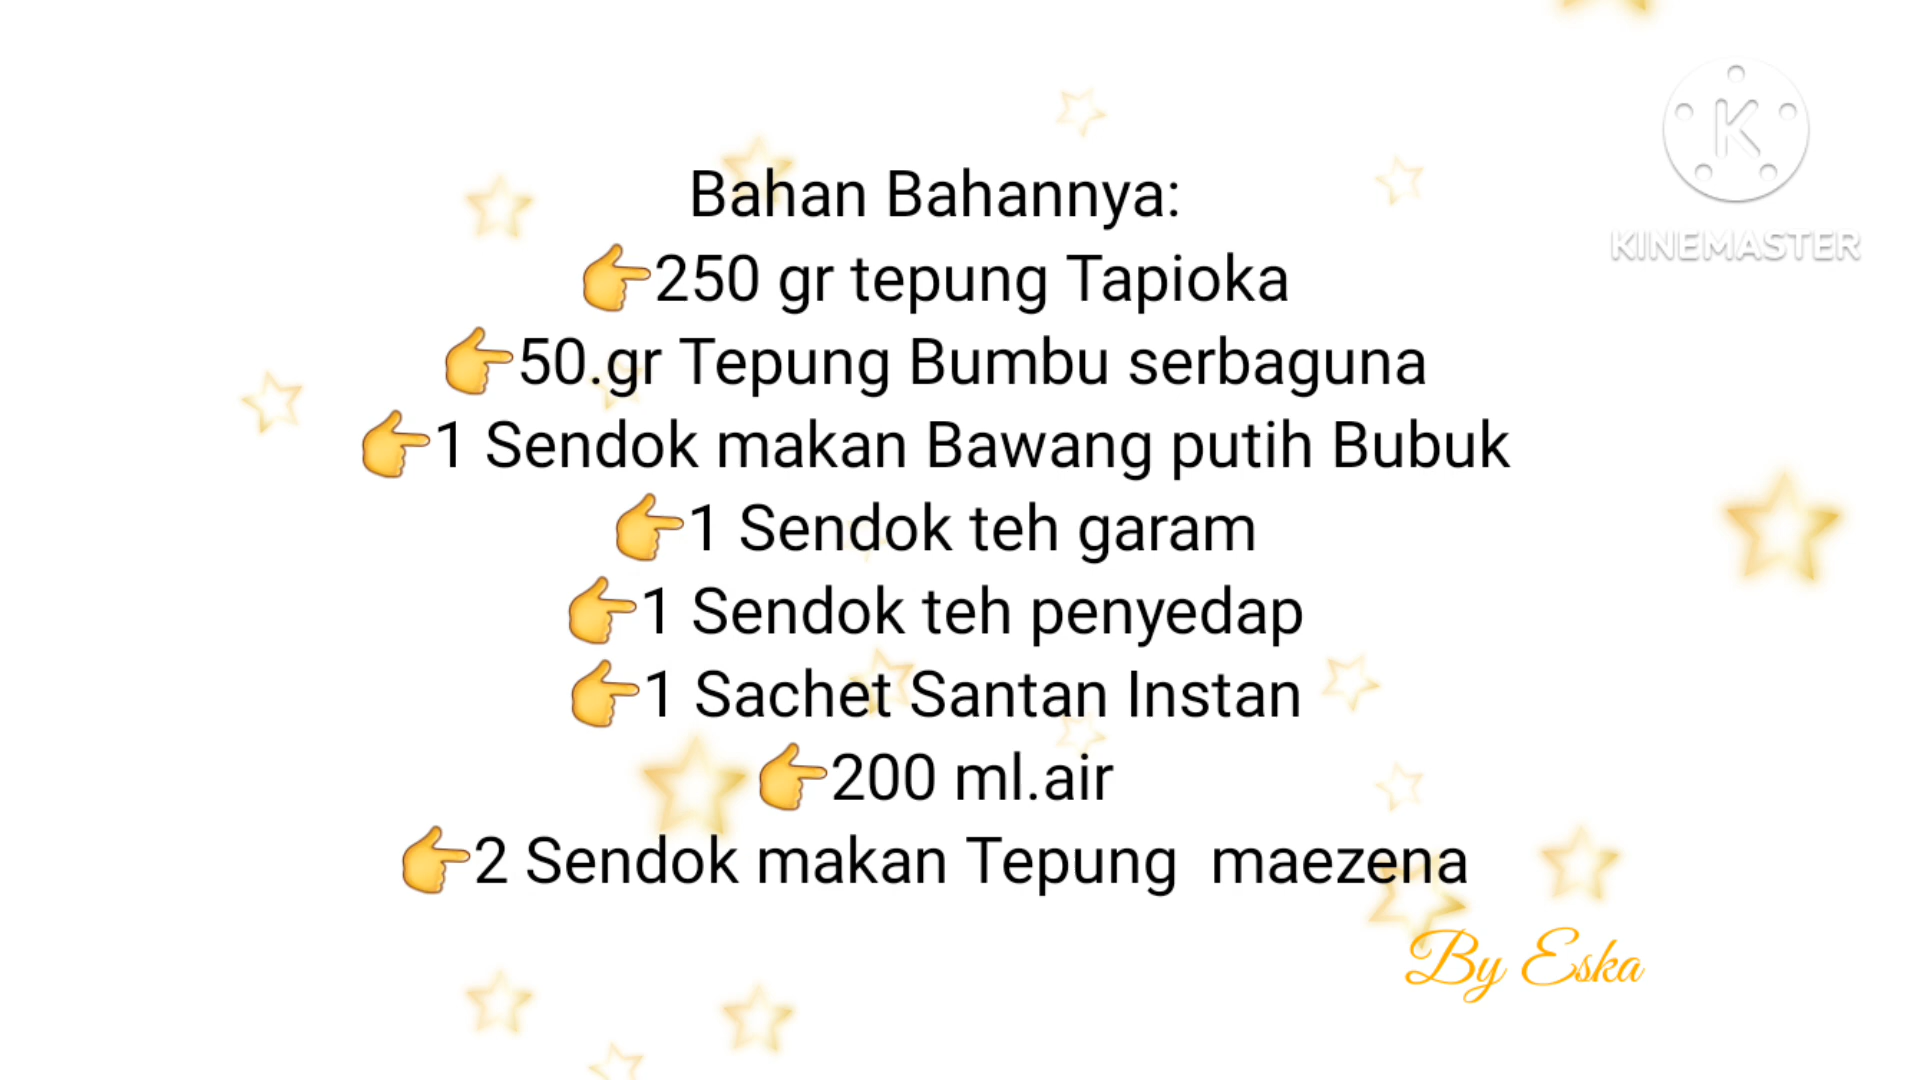 Bahan Bahannya:
👉250 gr tepung Tapioka
👉50.gr Tepung Bumbu serbaguna
👉1 Sendok makan Bawang putih Bubuk
👉1 Sendok teh garam
👉1 Sendok teh penyedap
👉1 Sachet Santan Instan
👉200 ml.air
👉2 Sendok makan Tepung  maezena
By Eska
K
KINEMASTER